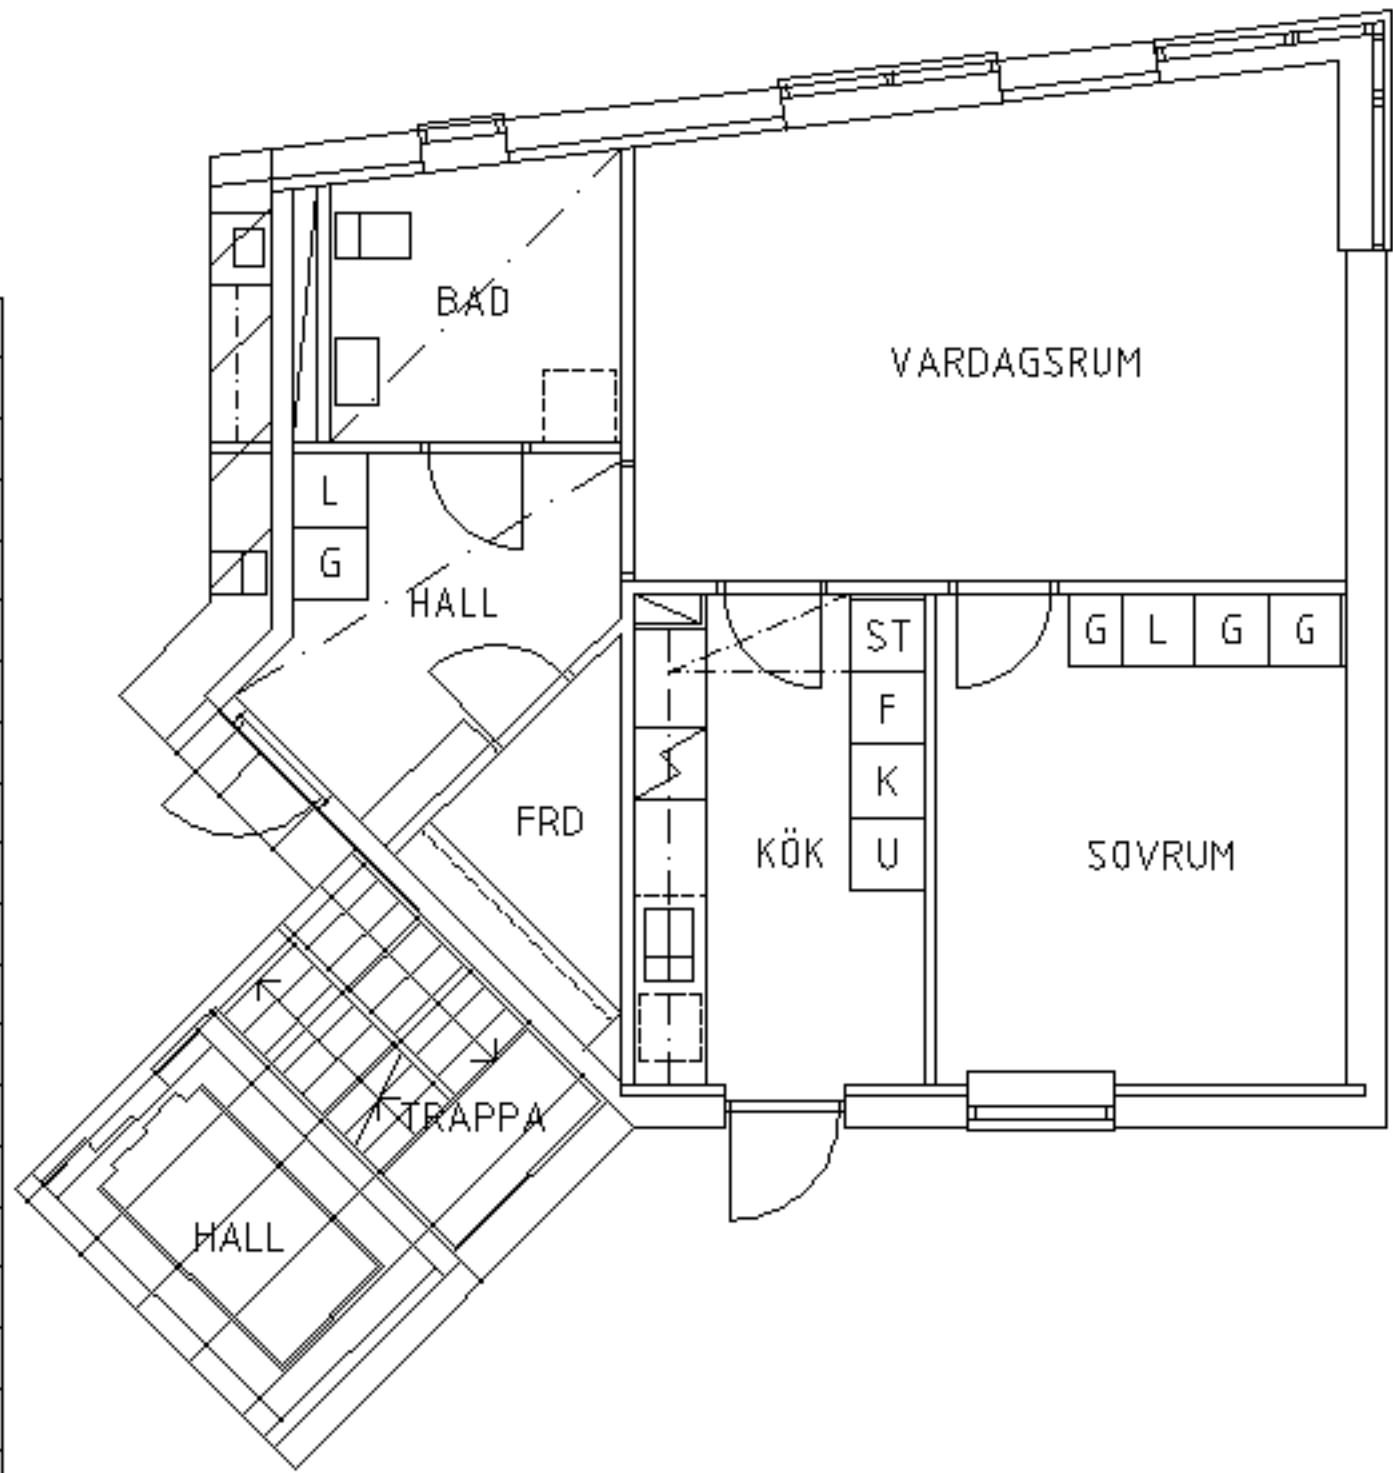 BAD
VARDAGSRUM
L
G
HALL
ST
G L G G
F
K
U
FRD
KÖK
SOVRUM
TRAPPA
HALL